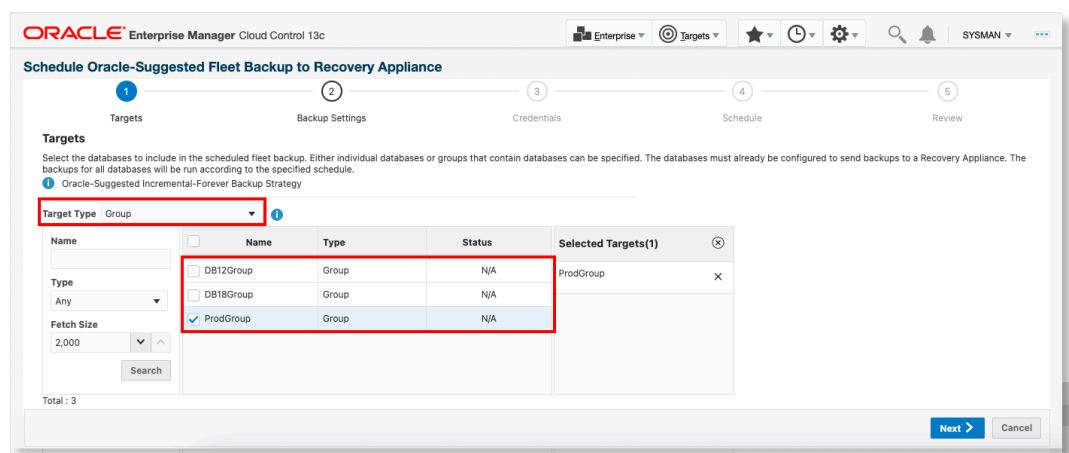 ORACLE Enterprise Manager Cloud Control 13c
Enterprise
Targets
SYSMAN
Schedule Oracle-Suggested Fleet Backup to Recovery Appliance
1
2
3
4
5
Targets
Backup Settings
Credentials
Schedule
Review
Targets
Select the databases to include in the scheduled fleet backup. Either individual databases or groups that contain databases can be specified. The databases must already be configured to send backups to a Recovery Appliance. The
backups for all databases will be run according to the specified schedule.
Oracle-Suggested Incremental-Forever Backup Strategy
Target Type Group
Name
Type
Any
Fetch Size
2,000
Search
Name Type Status
DB12Group Group N/A
DB18Group Group N/A
ProdGroup Group N/A
Selected Targets(1)
ProdGroup
Total : 3
Next
Cancel